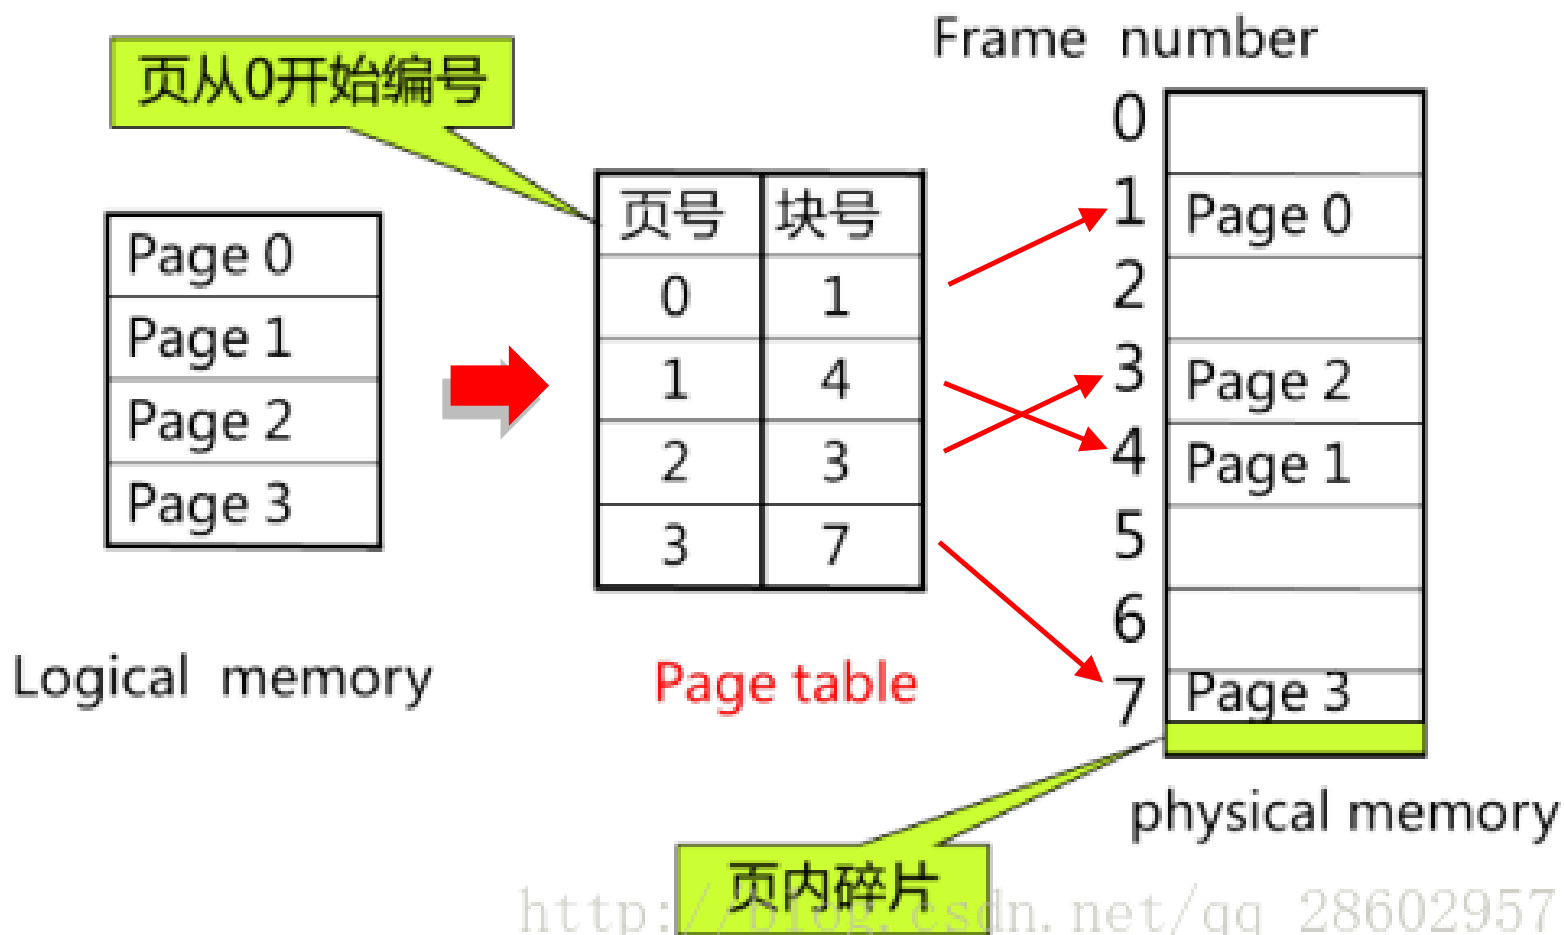 Frame number
页从0开始编号
Page 0
Page 1
Page 2
Page 3
Logical memory
页号 块号
0 1
1 4
2 3
3 7
Page table
0
1 Page 0
2
3 Page 2
4 Page 1
5
6
7 Page 3
physical memory
页内碎片
http://blog.csdn.net/qq_28602957